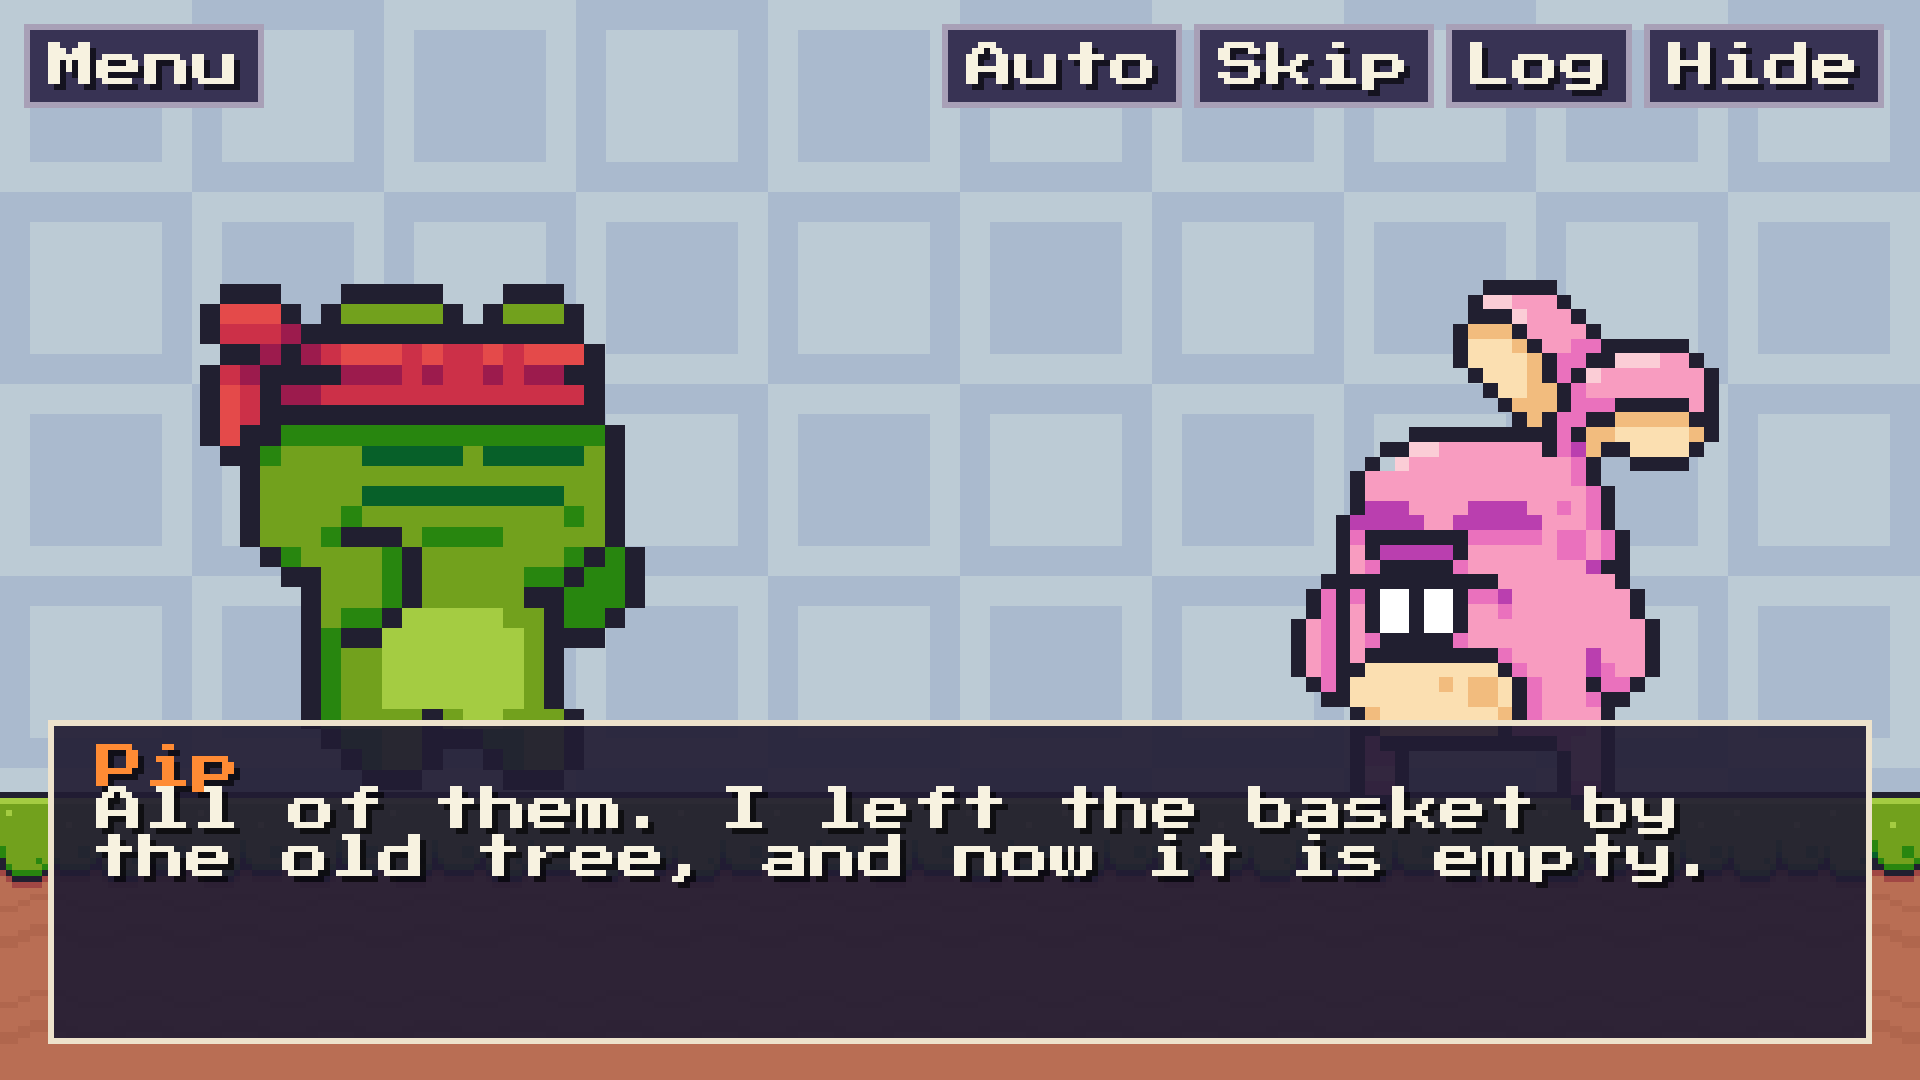 Menu
Auto
Skip
Log
Hide
Pip
All of them. I left the basket by
the old tree, and now it is empty.